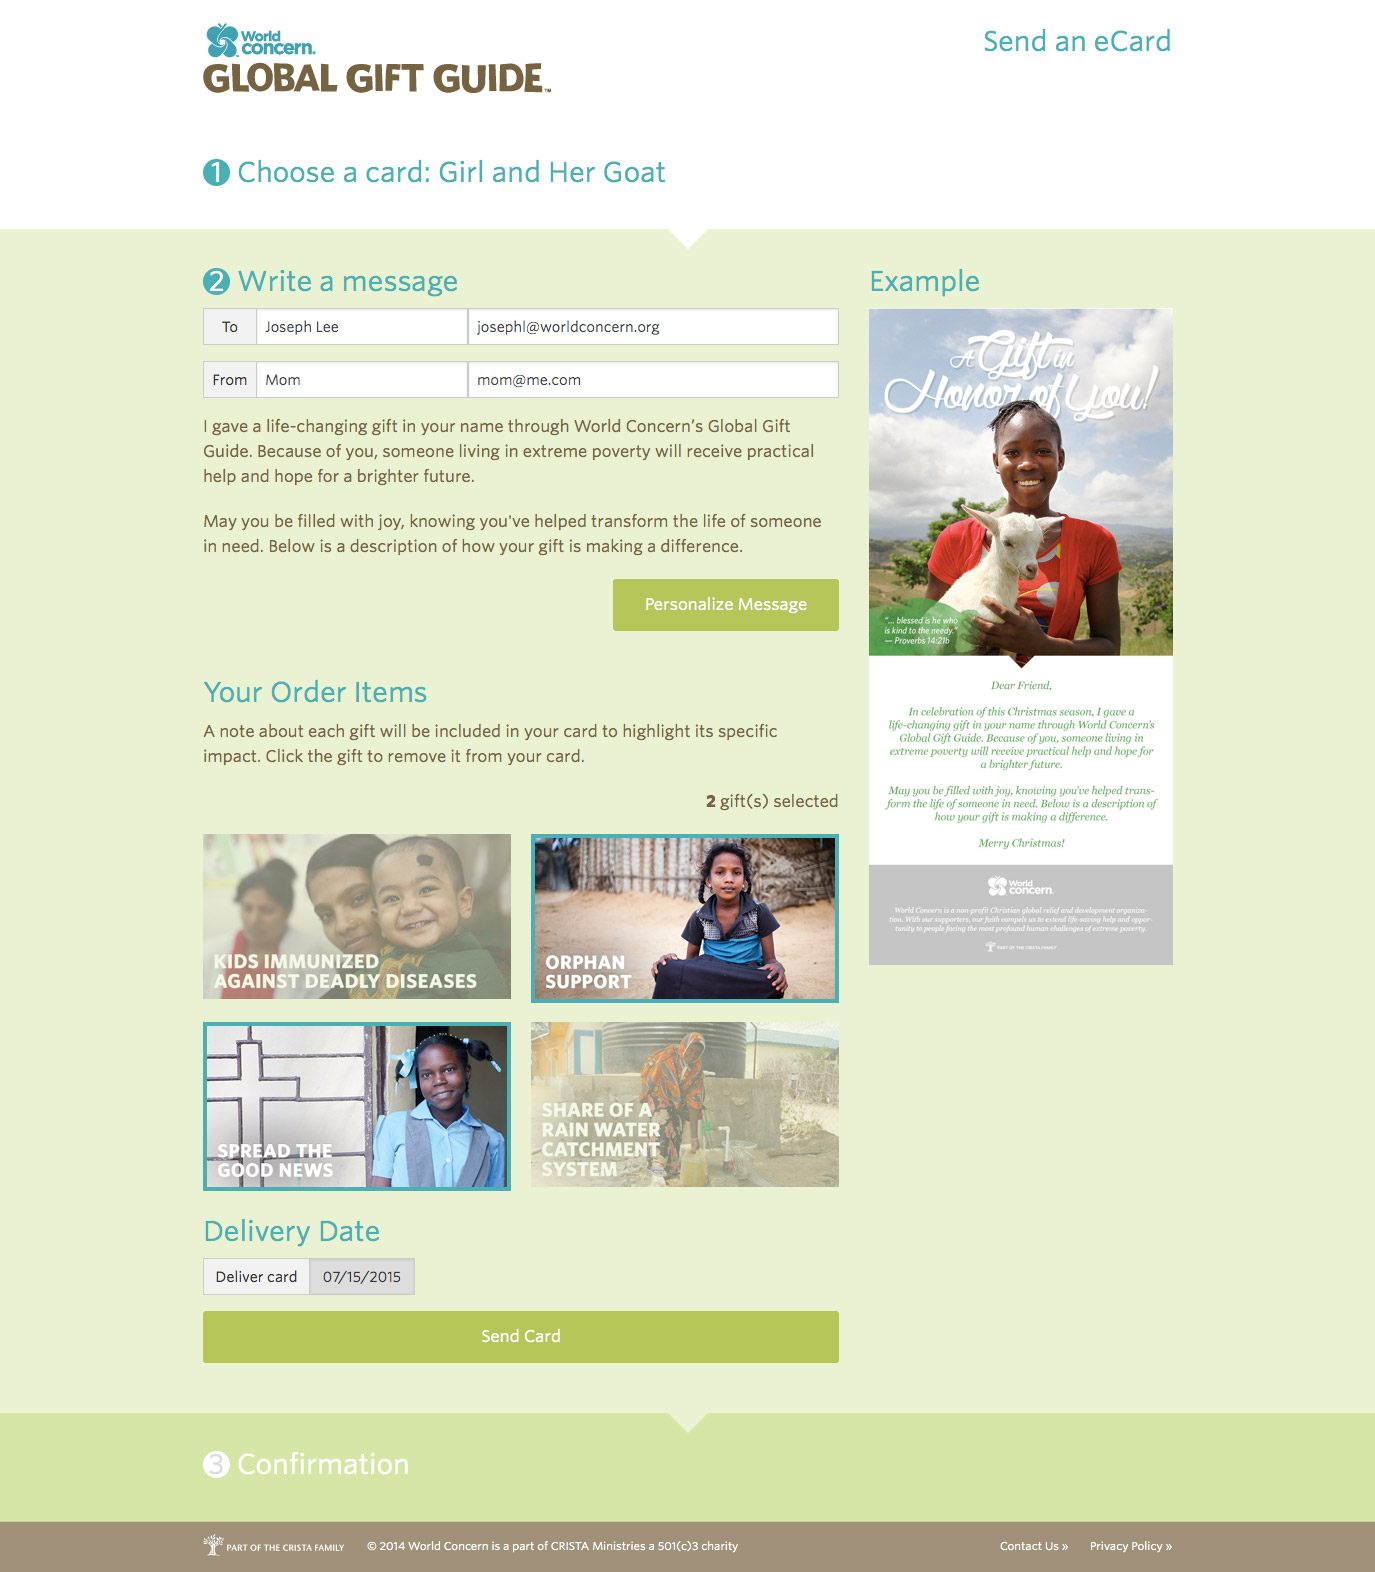 World
concern.
GLOBAL GIFT GUIDE™
Send an eCard
1 Choose a card: Girl and Her Goat
2 Write a message
To Joseph Lee josephl@worldconcern.org
From Mom mom@me.com
I gave a life-changing gift in your name through World Concern’s Global Gift
Guide. Because of you, someone living in extreme poverty will receive practical
help and hope for a brighter future.
May you be filled with joy, knowing you've helped transform the life of someone
in need. Below is a description of how your gift is making a difference.
Personalize Message
Your Order Items
A note about each gift will be included in your card to highlight its specific
impact. Click the gift to remove it from your card.
2 gift(s) selected
KIDS IMMUNIZED
AGAINST DEADLY DISEASES
ORPHAN
SUPPORT
SPREAD THE
GOOD NEWS
SHARE OF A
RAIN WATER
CATCHMENT
SYSTEM
Delivery Date
Deliver card 07/15/2015
Send Card
Example
A Gift in
Honor of You!
"... blessed is he who
is kind to the needy."
— Proverbs 14:21b
Dear Friend,
In celebration of this Christmas season, I gave a
life-changing gift in your name through World Concern's
Global Gift Guide. Because of you, someone living in
extreme poverty will receive practical help and hope for
a brighter future.
May you be filled with joy, knowing you've helped trans-
form the life of someone in need. Below is a description of
how your gift is making a difference.
Merry Christmas!
World
concern.
World Concern is a non-profit Christian global relief and development organiza-
tion. With our supporters, our faith compels us to extend life-saving help and oppor-
tunity to people facing the most profound human challenges of extreme poverty.
PART OF THE CRISTA FAMILY
3 Confirmation
PART OF THE CRISTA FAMILY
© 2014 World Concern is a part of CRISTA Ministries a 501(c)3 charity
Contact Us »
Privacy Policy »